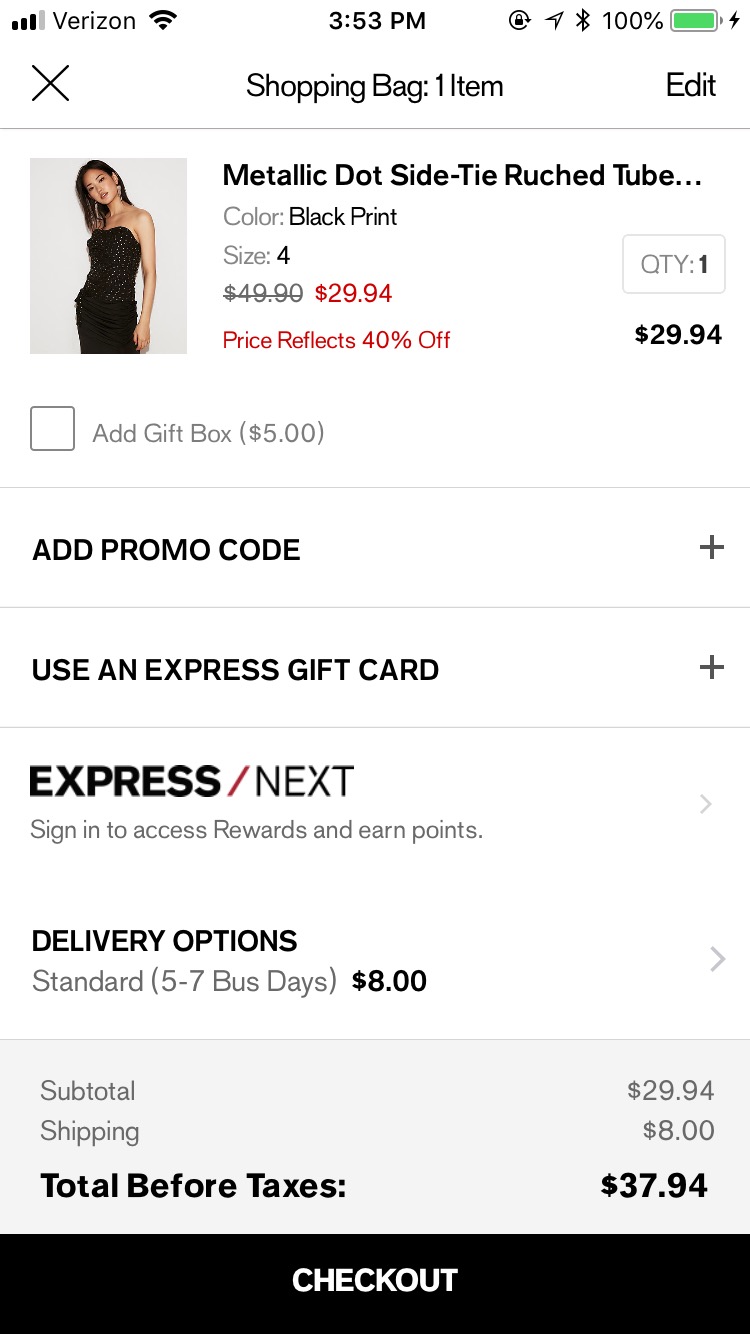 Verizon 3:53 PM 100%
Shopping Bag: 1 Item Edit
Metallic Dot Side-Tie Ruched Tube...
Color: Black Print
Size: 4
QTY: 1
$49.90 $29.94
Price Reflects 40% Off
$29.94
Add Gift Box ($5.00)
ADD PROMO CODE +
USE AN EXPRESS GIFT CARD +
EXPRESS/NEXT
Sign in to access Rewards and earn points.
DELIVERY OPTIONS
Standard (5-7 Bus Days) $8.00
Subtotal $29.94
Shipping $8.00
Total Before Taxes: $37.94
CHECKOUT